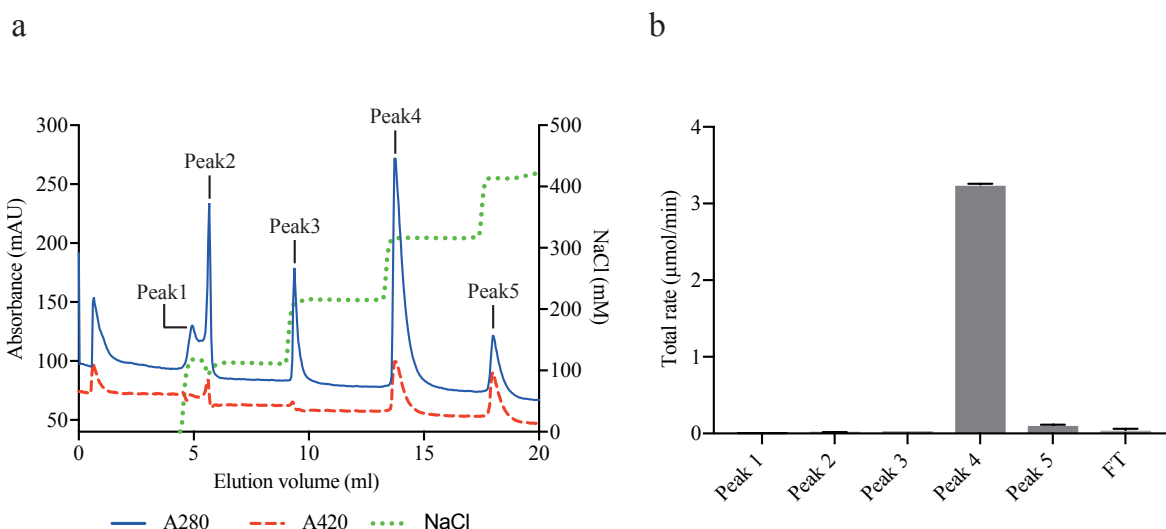 a
Absorbance (mAU)
300
250
200
150
100
50
Peak1
Peak2
Peak3
Peak4
Peak5
500
400
300
200
100
0
NaCl (mM)
0 5 10 15 20
Elution volume (ml)
A280 A420 NaCl
b
Total rate (µmol/min)
4
3
2
1
0
Peak 1 Peak 2 Peak 3 Peak 4 Peak 5 FT